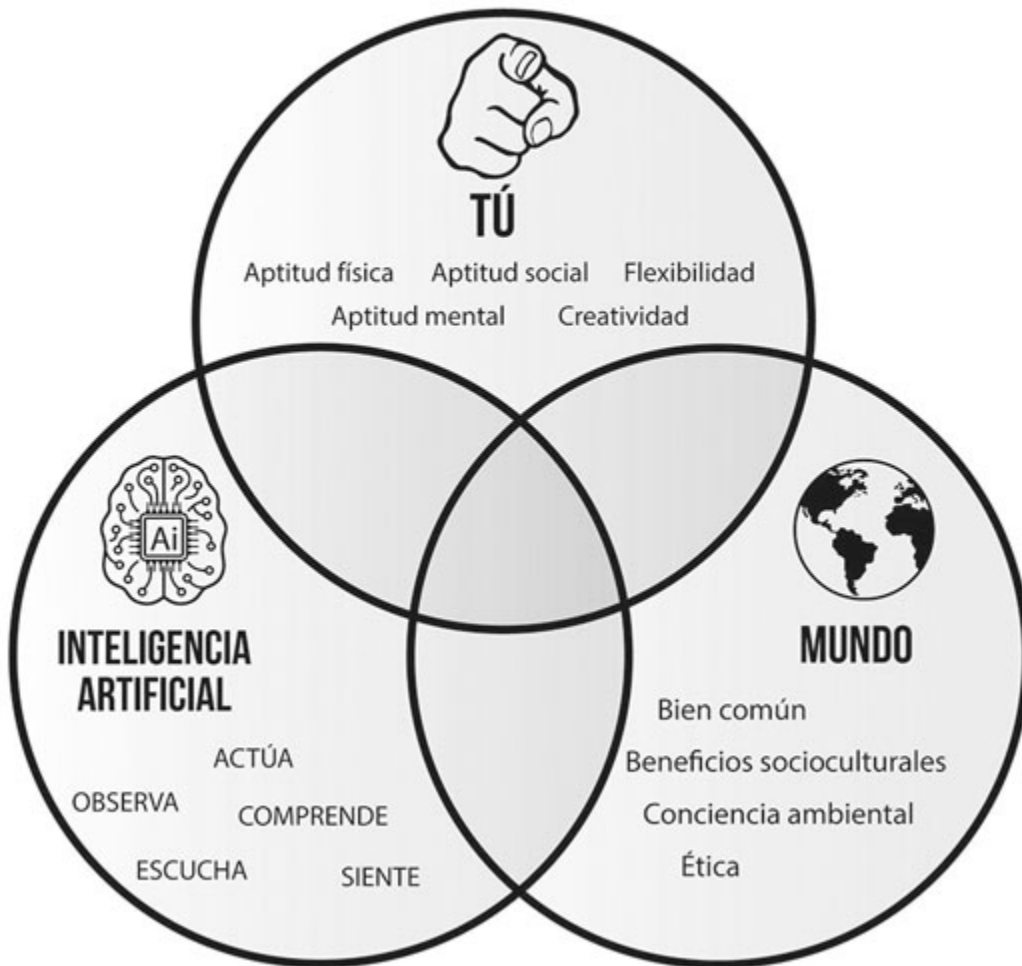 TÚ
Aptitud física Aptitud social Flexibilidad
Aptitud mental Creatividad
Ai
INTELIGENCIA
ARTIFICIAL
ACTÚA
OBSERVA
COMPRENDE
ESCUCHA
SIENTE
MUNDO
Bien común
Beneficios socioculturales
Conciencia ambiental
Ética